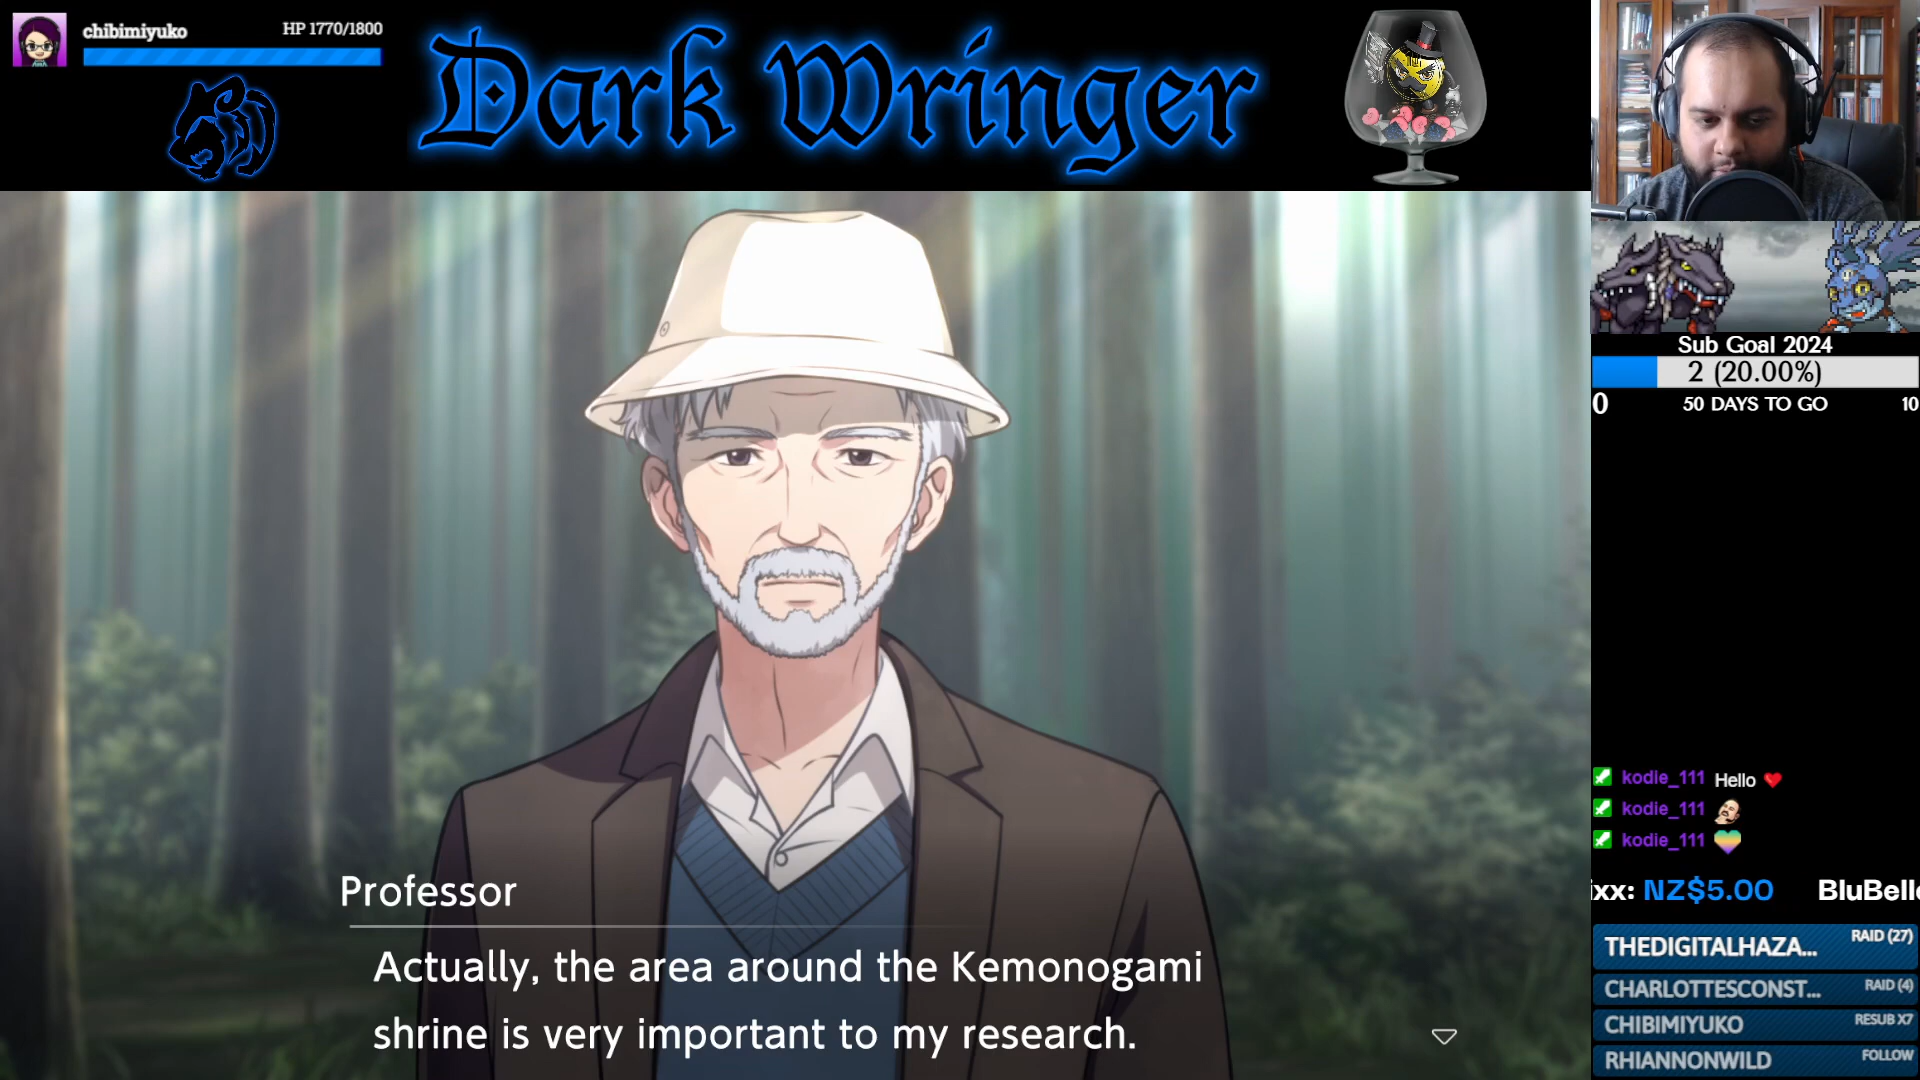 chibimiyuko
HP 1770/1800
Dark Wringer
Sub Goal 2024
2 (20.00%)
0
50 DAYS TO GO
10
Professor
Actually, the area around the Kemonogami
shrine is very important to my research.
kodie_111 Hello
kodie_111
kodie_111
ixx: NZ$5.00 BluBelle
THEDIGITALHAZA... RAID (27)
CHARLOTTESCONST... RAID (4)
CHIBIMIYUKO RESUB X7
RHIANNONWILD FOLLOW